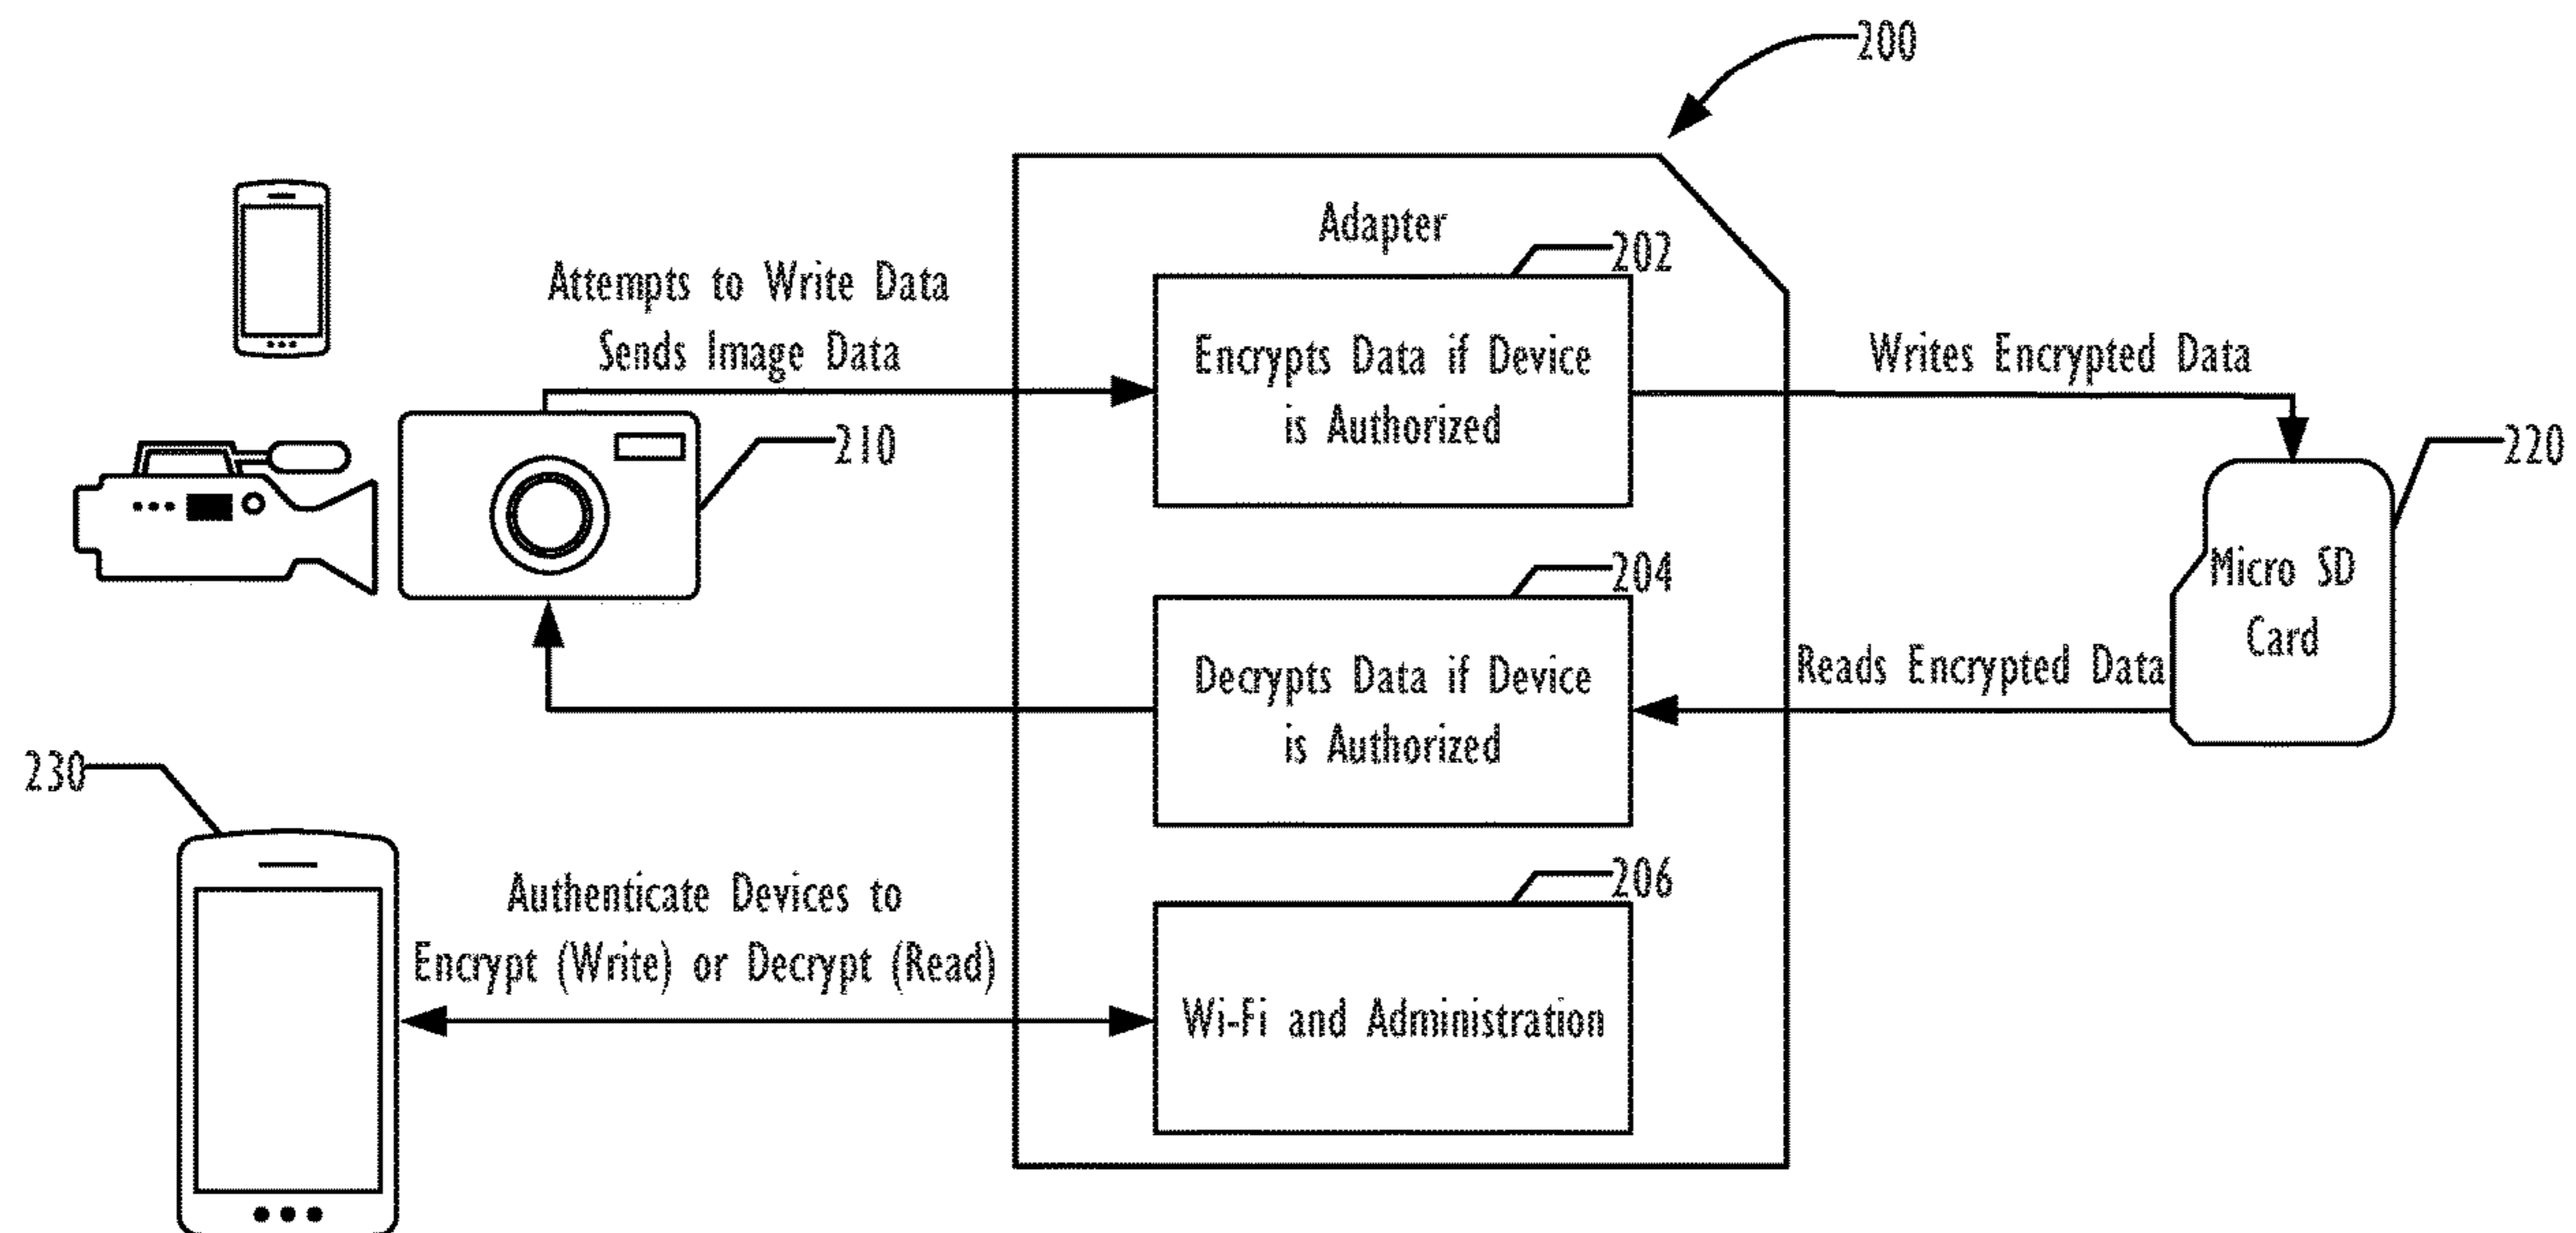 200
Adapter
202
Attempts to Write Data
Sends Image Data
Encrypts Data if Device
is Authorized
Writes Encrypted Data
210
220
204
Micro SD
Card
Decrypts Data if Device
is Authorized
Reads Encrypted Data
230
206
Authenticate Devices to
Encrypt (Write) or Decrypt (Read)
Wi-Fi and Administration